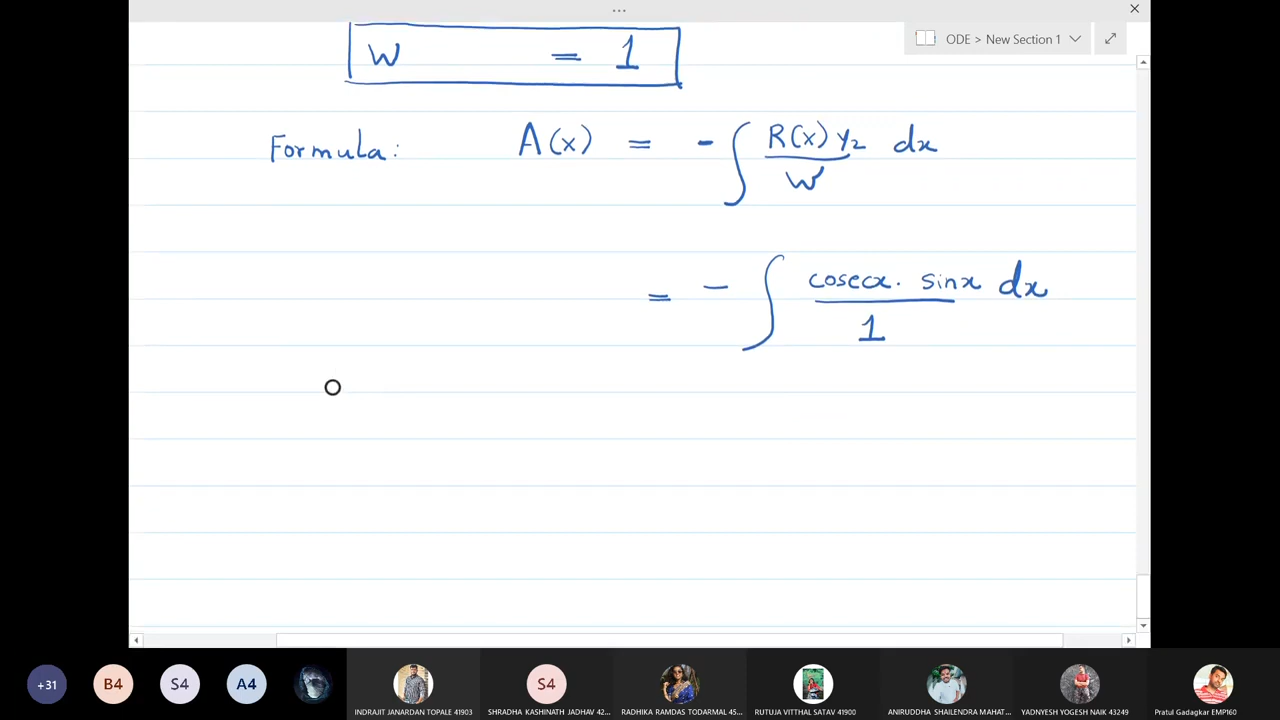 ...
ODE > New Section 1
W = 1
Formula: A(x) = - ∫ R(x) y₂ / W dx
= - ∫ cosecx. sinx / 1 dx
+31
B4
S4
A4
S4
INDRAJIT JANARDAN TOPALE 41903
SHRADHA KASHINATH JADHAV 42...
RADHIKA RAMDAS TODARMAL 45...
RUTUJA VITTHAL SATAV 41900
ANIRUDDHA SHAILENDRA MAHAT...
YADNYESH YOGESH NAIK 43249
Pratul Gadagkar EMP160